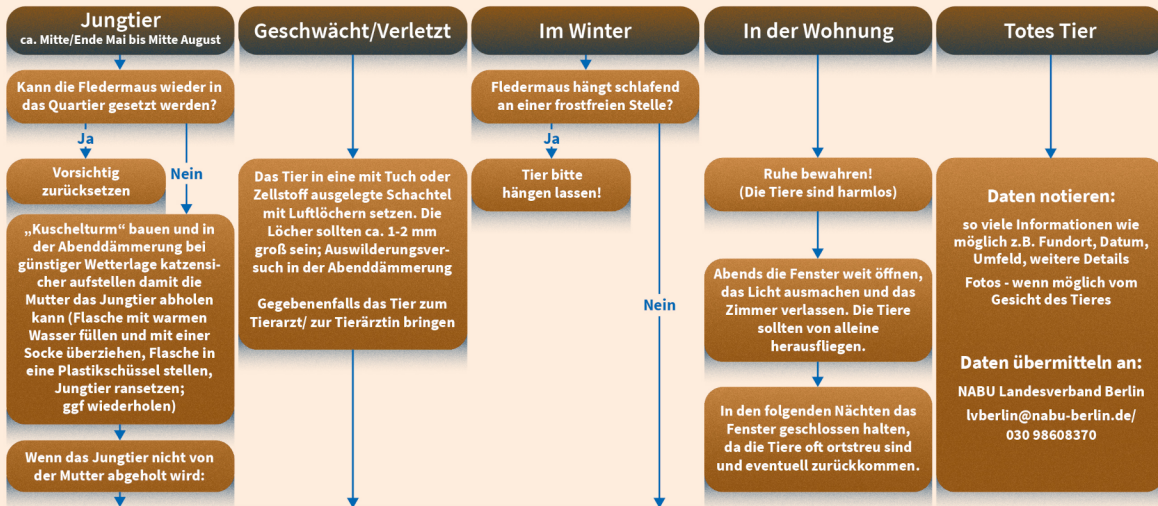 Jungtier
ca. Mitte/Ende Mai bis Mitte August
Kann die Fledermaus wieder in
das Quartier gesetzt werden?
Ja
Nein
Vorsichtig
zurücksetzen
„Kuschelturm“ bauen und in
der Abenddämmerung bei
günstiger Wetterlage katzensi-
cher aufstellen damit die
Mutter das Jungtier abholen
kann (Flasche mit warmen
Wasser füllen und mit einer
Socke überziehen, Flasche in
eine Plastikschüssel stellen,
Jungtier ransetzen;
ggf wiederholen)
Wenn das Jungtier nicht von
der Mutter abgeholt wird:
Geschwächt/Verletzt
Das Tier in eine mit Tuch oder
Zellstoff ausgelegte Schachtel
mit Luftlöchern setzen. Die
Löcher sollten ca. 1-2 mm
groß sein; Auswilderungsver-
such in der Abenddämmerung
Gegebenenfalls das Tier zum
Tierarzt/ zur Tierärztin bringen
Im Winter
Fledermaus hängt schlafend
an einer frostfreien Stelle?
Ja
Tier bitte
hängen lassen!
Nein
In der Wohnung
Ruhe bewahren!
(Die Tiere sind harmlos)
Abends die Fenster weit öffnen,
das Licht ausmachen und das
Zimmer verlassen. Die Tiere
sollten von alleine
herausfliegen.
In den folgenden Nächten das
Fenster geschlossen halten,
da die Tiere oft ortstreu sind
und eventuell zurückkommen.
Totes Tier
Daten notieren:
so viele Informationen wie
möglich z.B. Fundort, Datum,
Umfeld, weitere Details
Fotos - wenn möglich vom
Gesicht des Tieres
Daten übermitteln an:
NABU Landesverband Berlin
lvberlin@nabu-berlin.de/
030 98608370